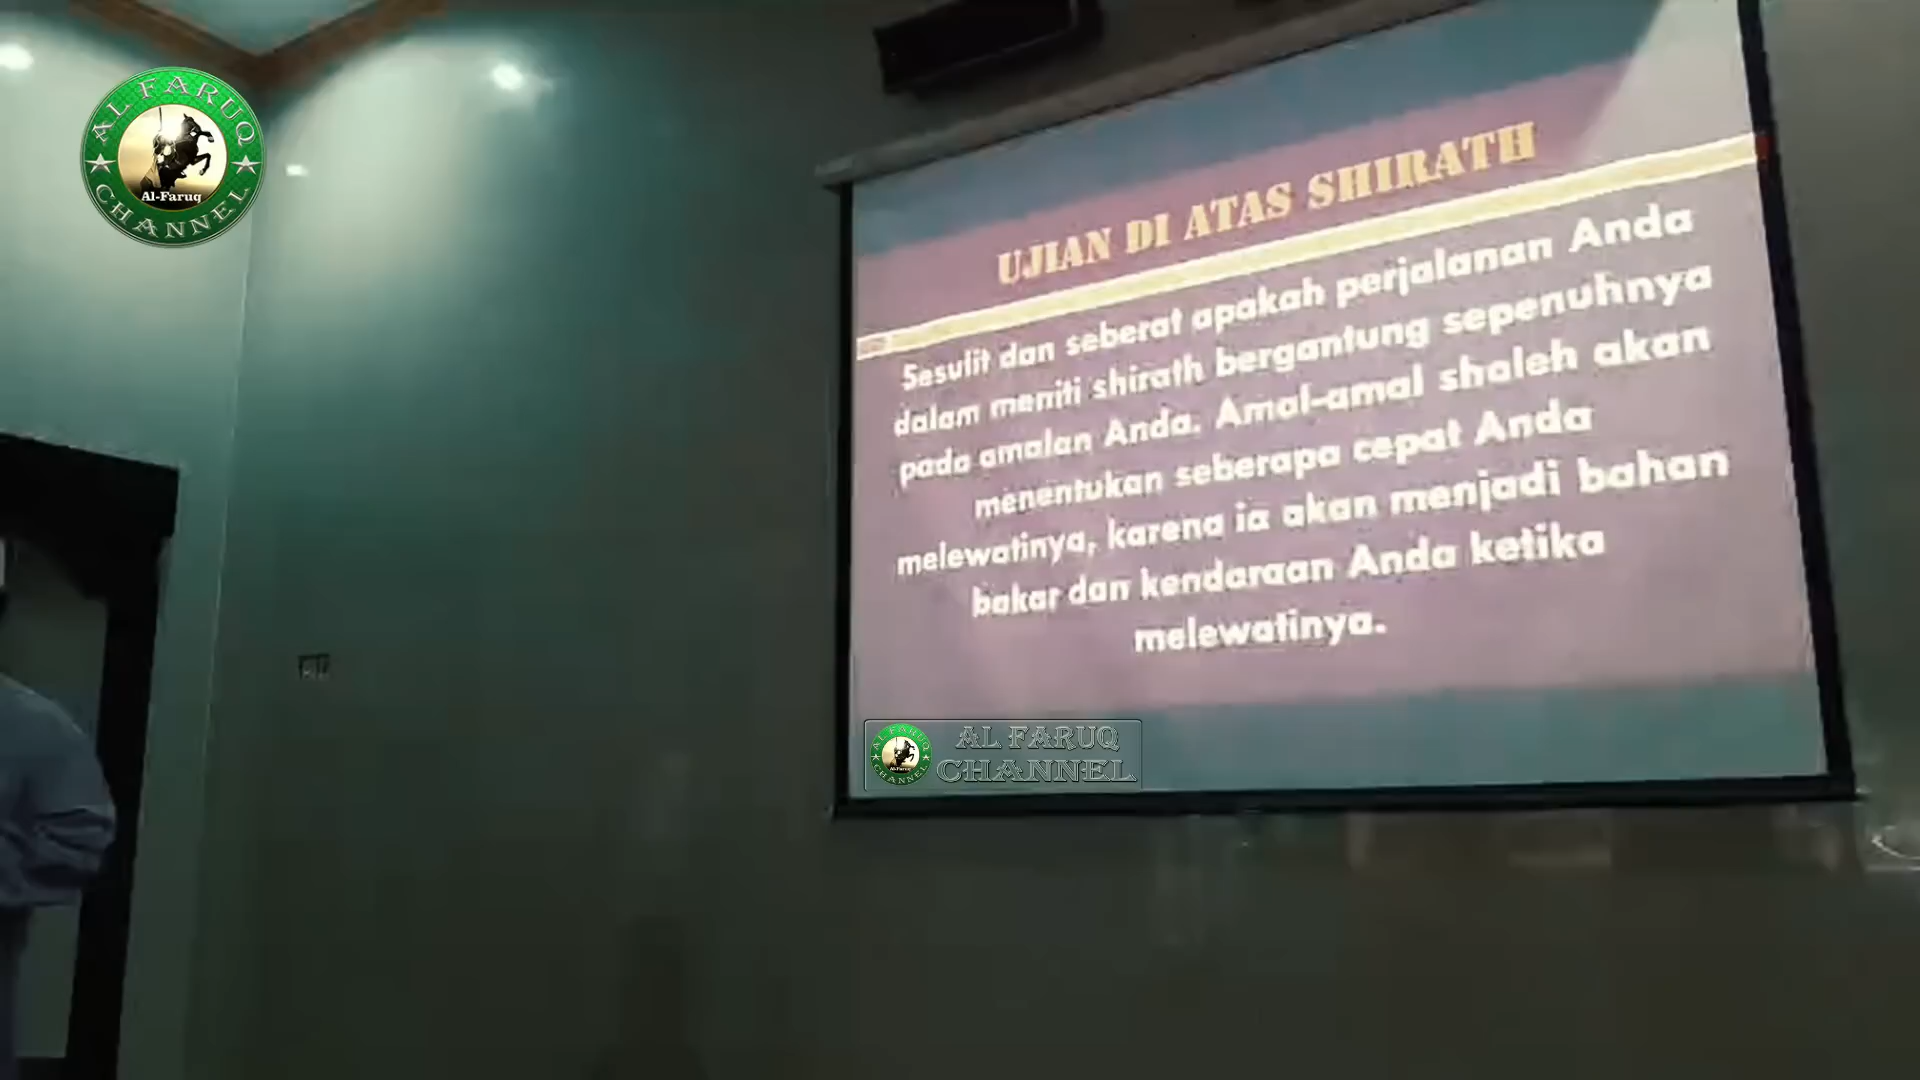 AL FARUQ
Al-Faruq
CHANNEL
UJIAN DI ATAS SHIRATH
Sesulit dan seberat apakah perjalanan Anda
dalam meniti shirath bergantung sepenuhnya
pada amalan Anda. Amal-amal shaleh akan
menentukan seberapa cepat Anda
melewatinya, karena ia akan menjadi bahan
bakar dan kendaraan Anda ketika
melewatinya.
AL FARUQ
CHANNEL